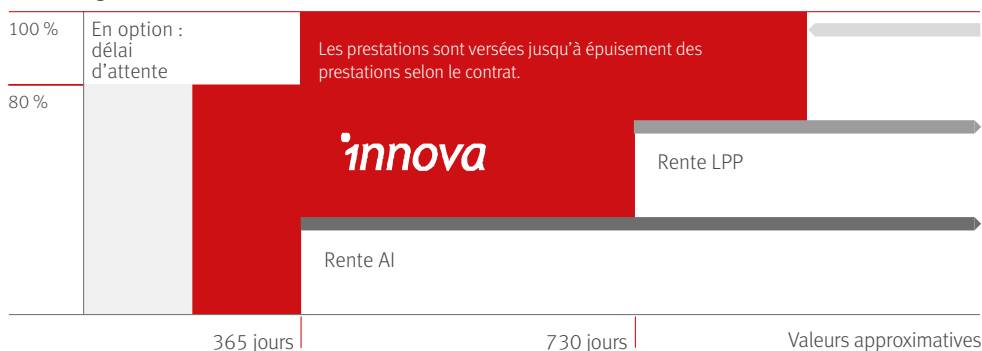 100 %
En option :
délai
d'attente
Les prestations sont versées jusqu'à épuisement des
prestations selon le contrat.
80 %
innova
Rente LPP
Rente AI
365 jours
730 jours
Valeurs approximatives